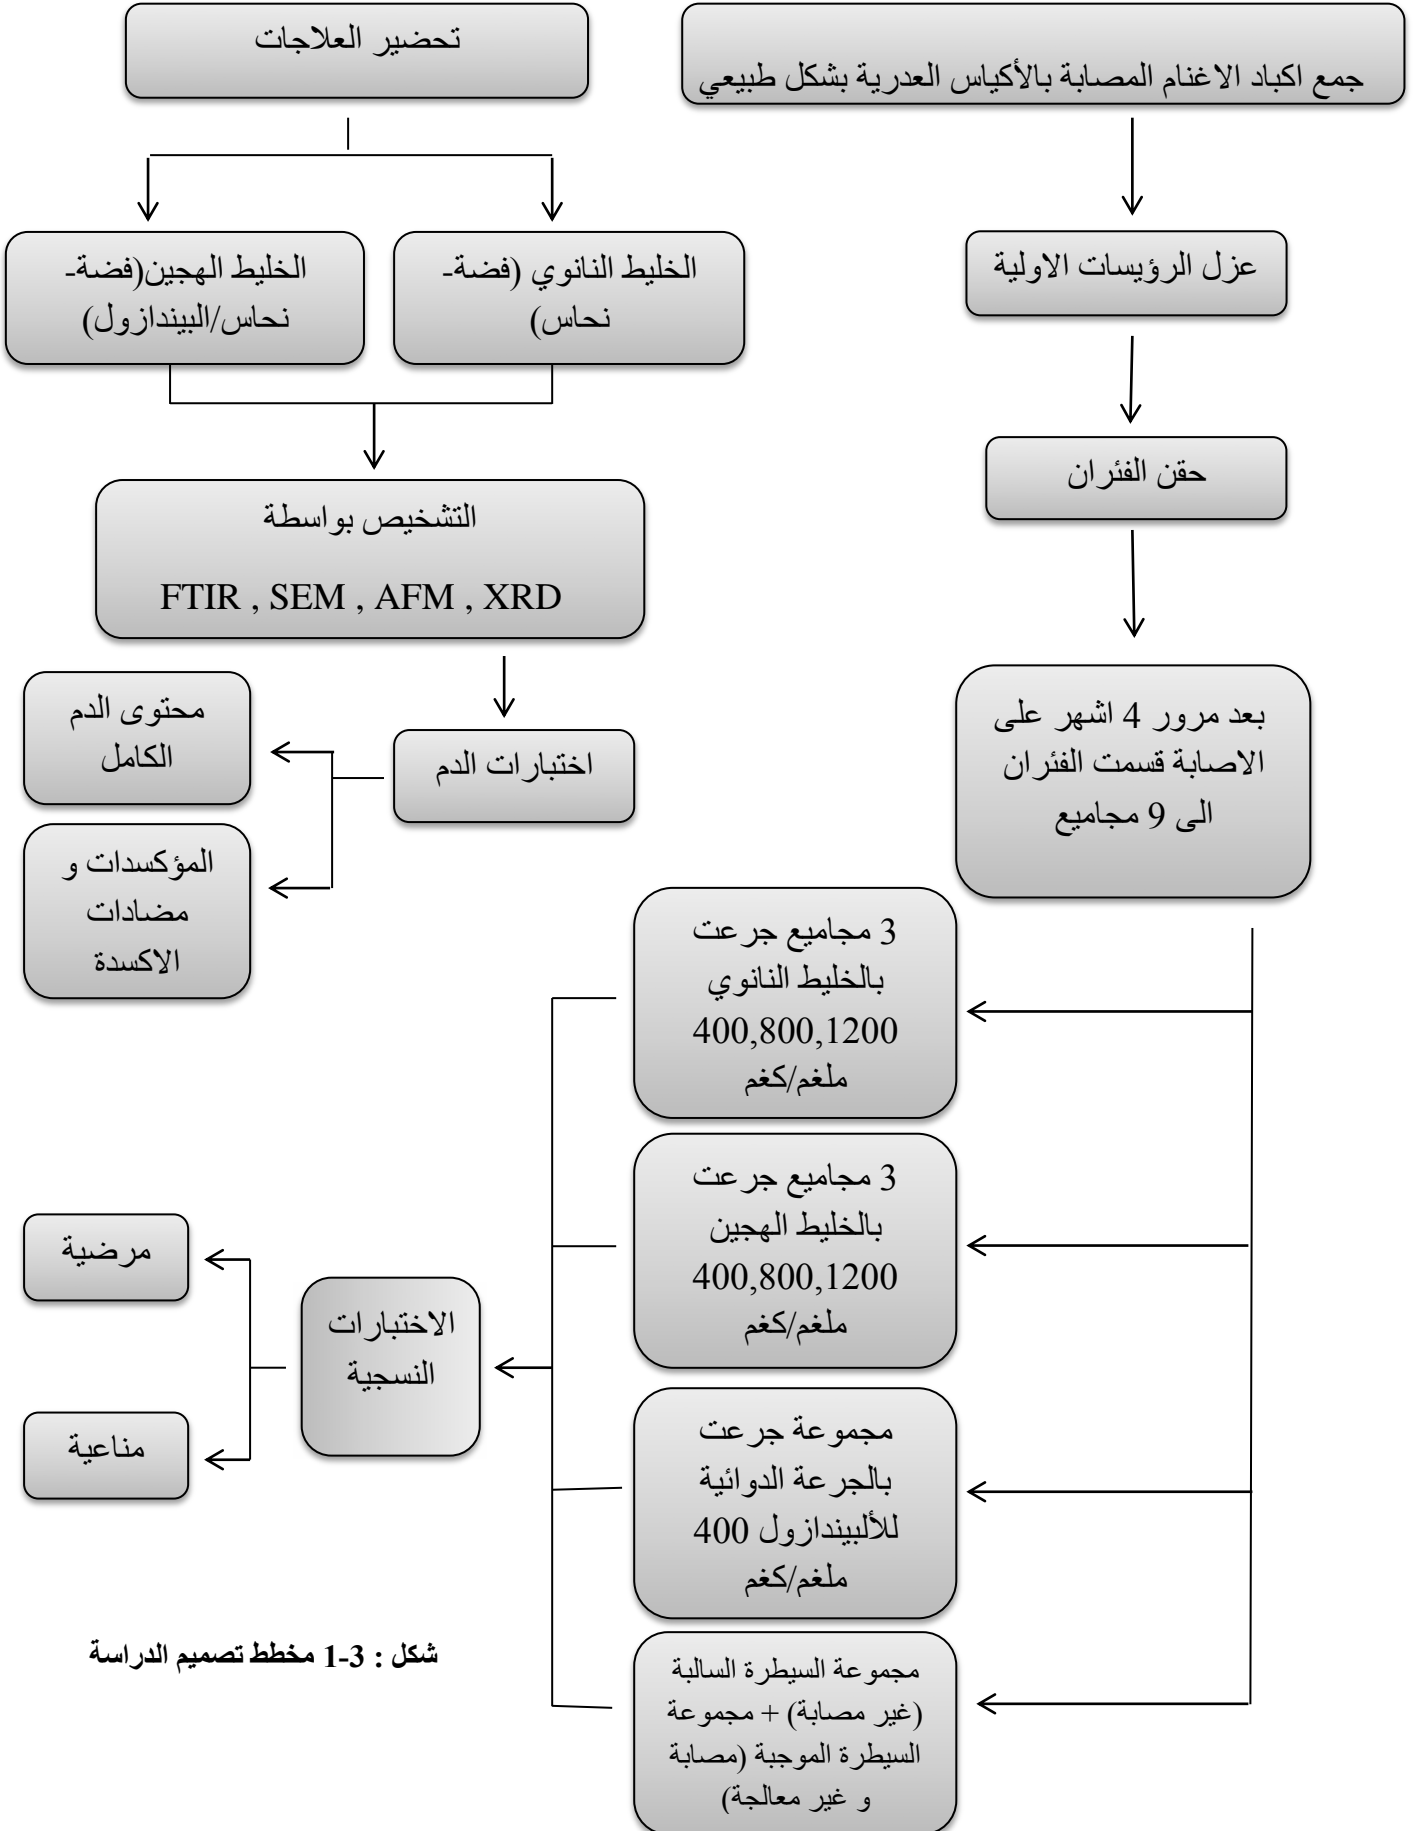 جمع اكباد الاغنام المصابة بالأكياس العدرية بشكل طبيعي
عزل الرؤيسات الاولية
حقن الفئران
بعد مرور 4 اشهر على
الاصابة قسمت الفئران
الى 9 مجاميع
تحضير العلاجات
الخليط النانوي (فضة-
نحاس)
الخليط الهجين(فضة-
نحاس/البيندازول)
التشخيص بواسطة
FTIR , SEM , AFM , XRD
اختبارات الدم
محتوى الدم
الكامل
المؤكسدات و
مضادات
الاكسدة
3 مجاميع جرعت
بالخليط النانوي
400,800,1200
ملغم/كغم
3 مجاميع جرعت
بالخليط الهجين
400,800,1200
ملغم/كغم
مجموعة جرعت
بالجرعة الدوائية
للألبيندازول 400
ملغم/كغم
مجموعة السيطرة السالبة
(غير مصابة) + مجموعة
السيطرة الموجبة (مصابة
و غير معالجة)
الاختبارات
النسجية
مرضية
مناعية
شكل : 3-1 مخطط تصميم الدراسة